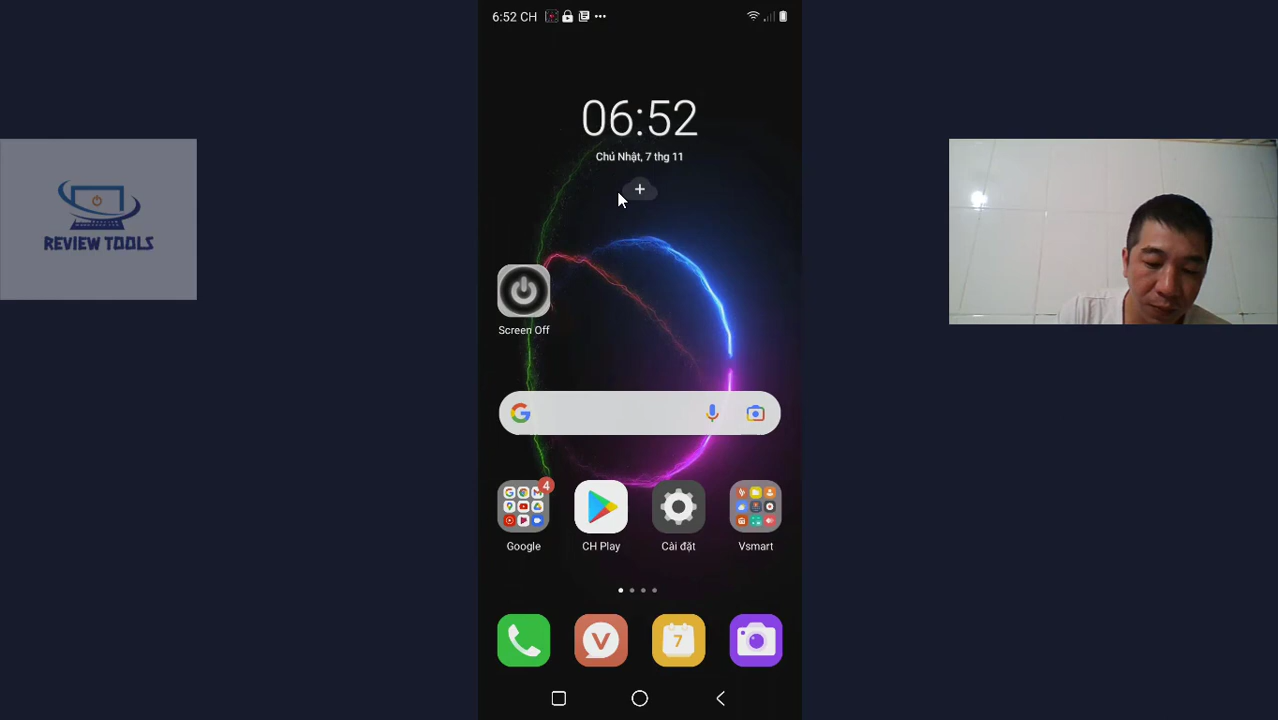 6:52 CH
06:52
Chủ Nhật, 7 thg 11
REVIEW TOOLS
Screen Off
4
Google
CH Play
Cài đặt
Vsmart
7